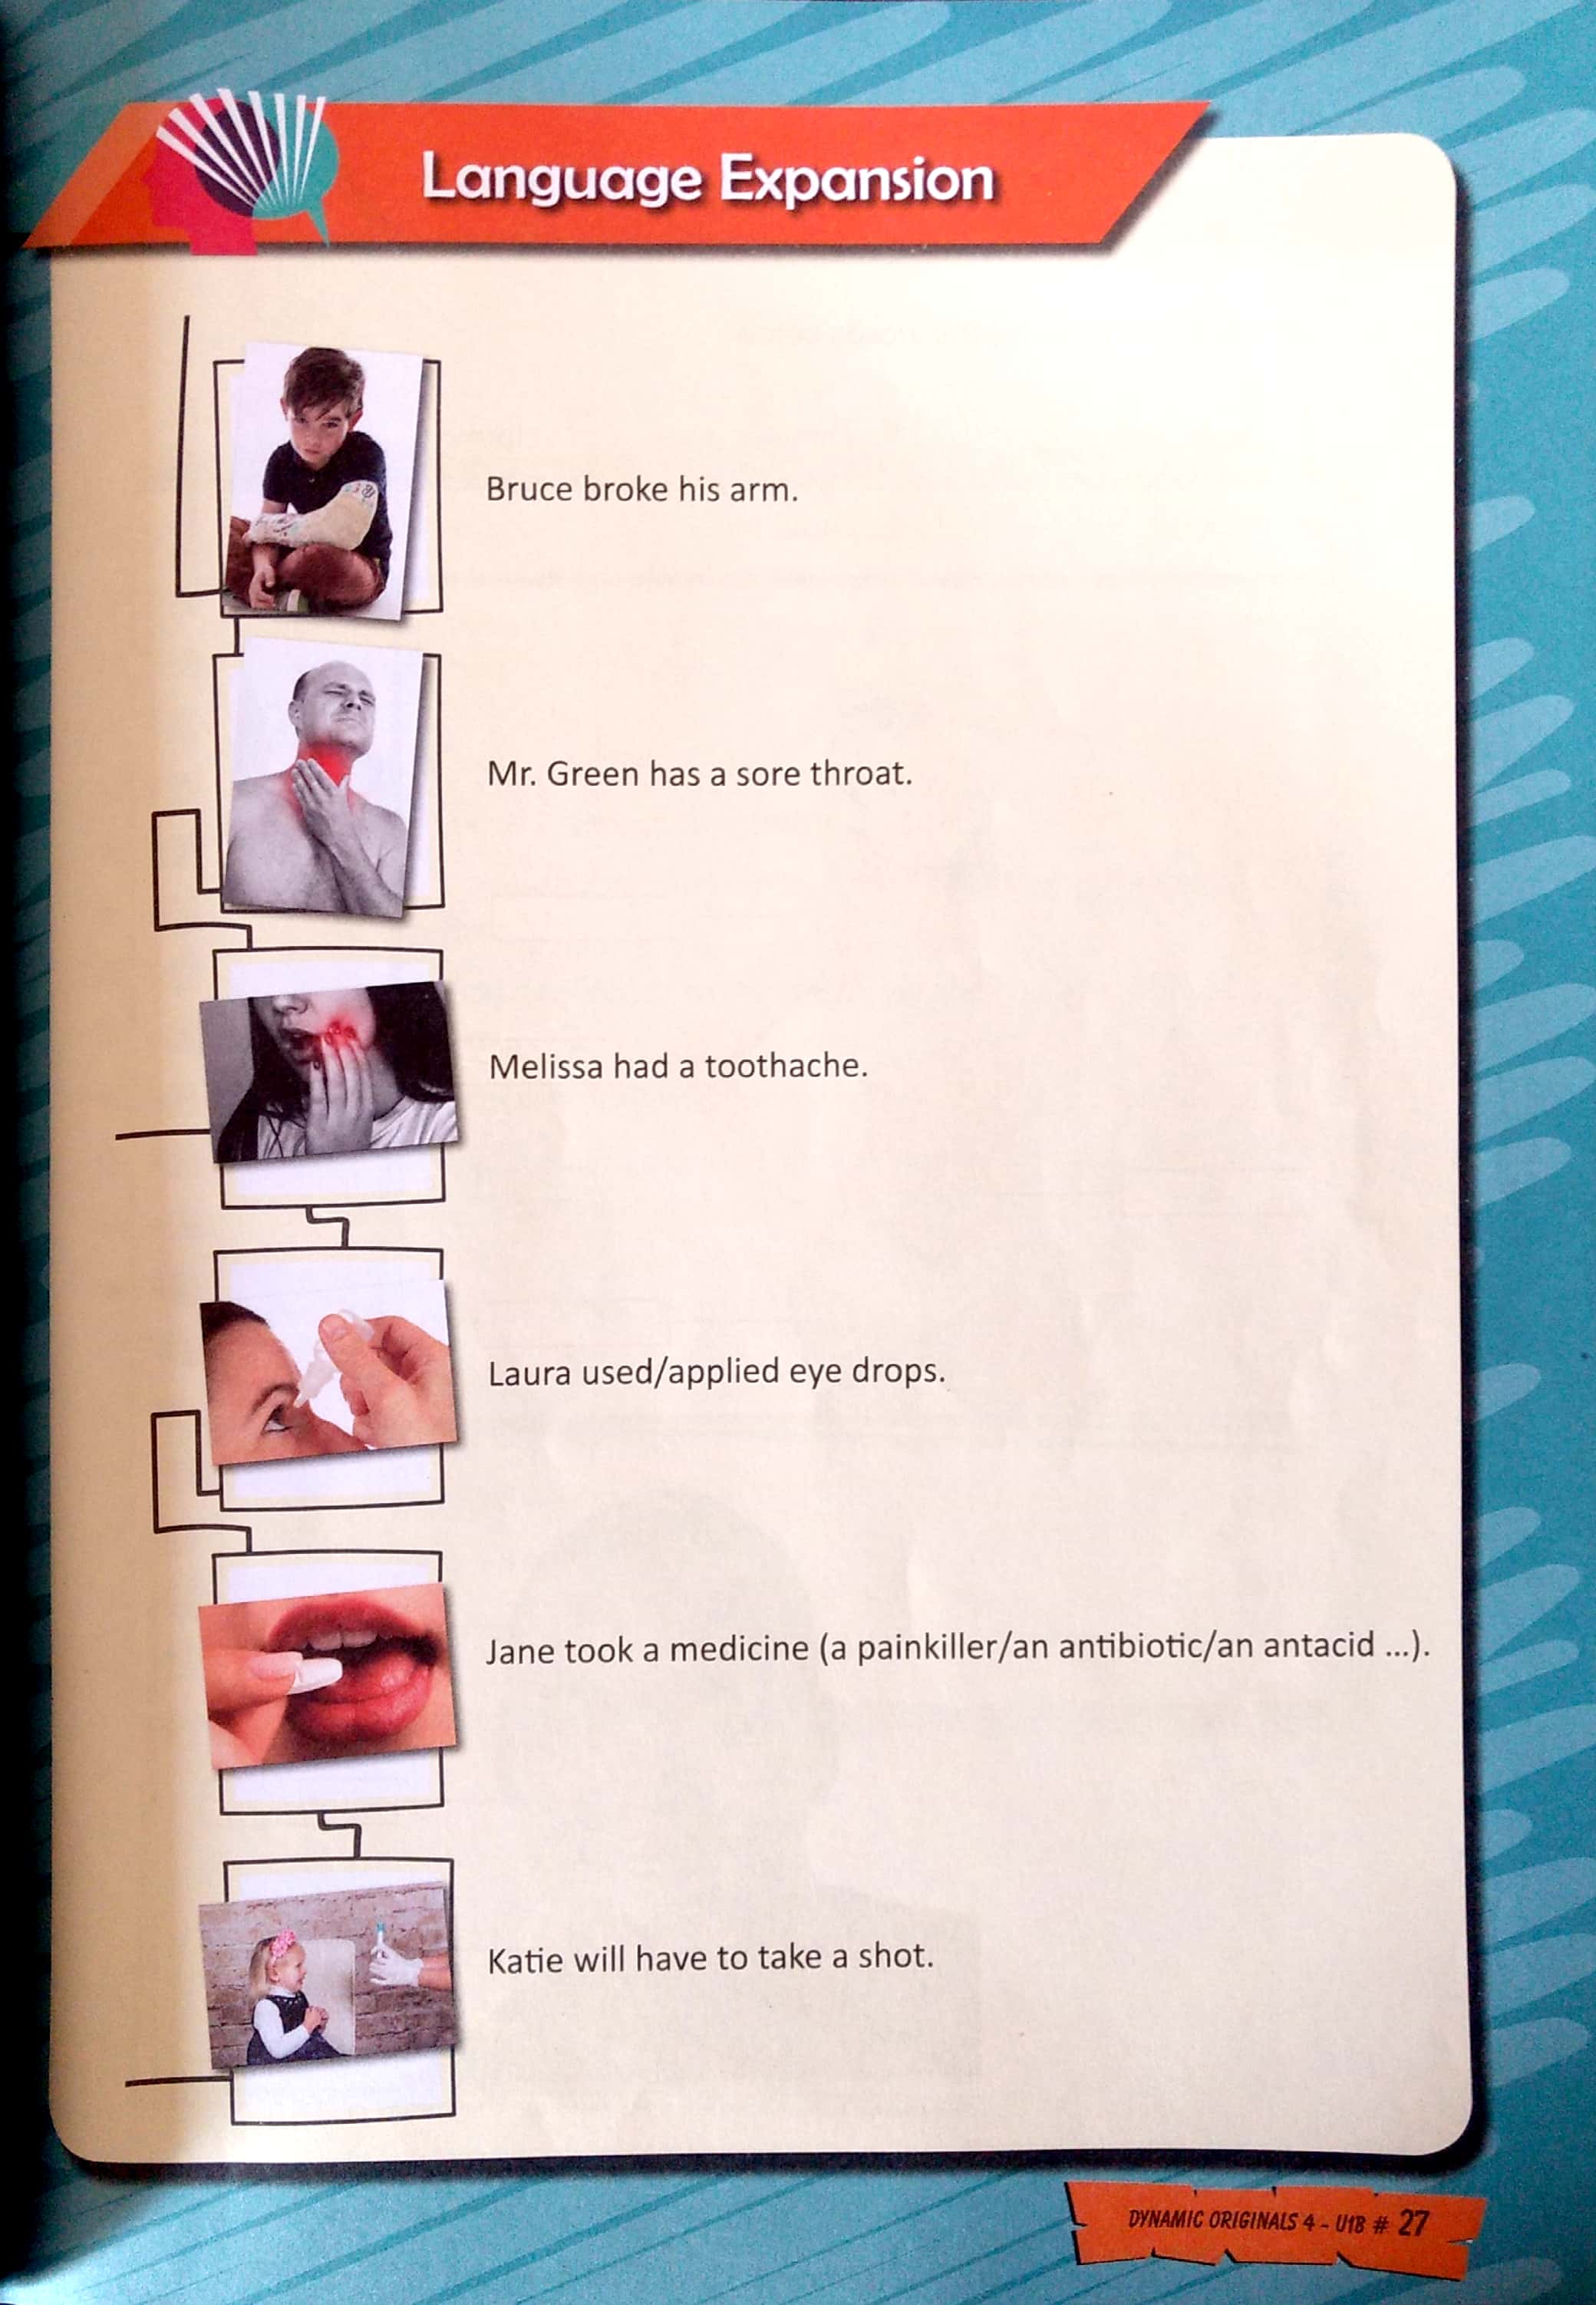 Language Expansion
Bruce broke his arm.
Mr. Green has a sore throat.
Melissa had a toothache.
Laura used/applied eye drops.
Jane took a medicine (a painkiller/an antibiotic/an antacid ...).
Katie will have to take a shot.
DYNAMIC ORIGINALS 4 - U1B # 27